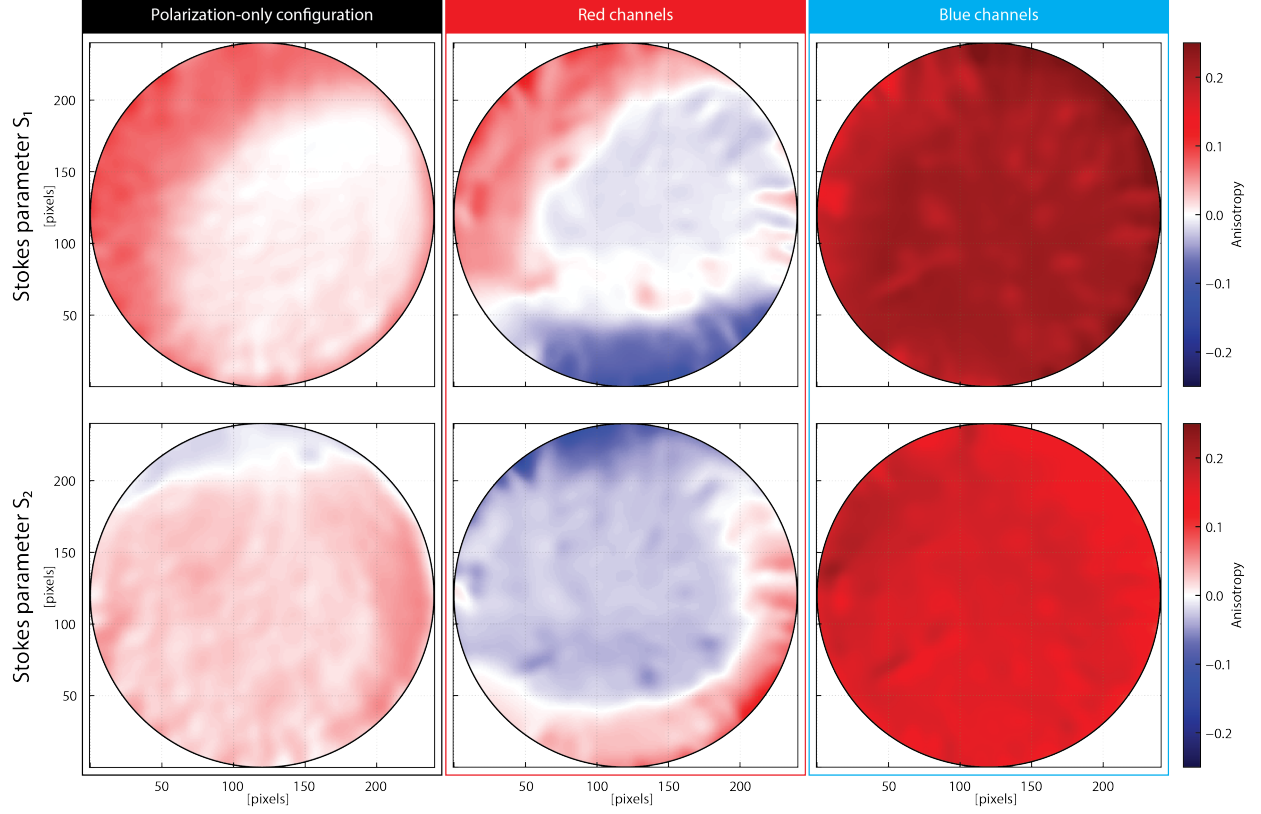 Polarization-only configuration
Red channels
Blue channels
Stokes parameter S1
[pixels]
200
150
100
50
0.2
0.1
0.0
−0.1
−0.2
Anisotropy
Stokes parameter S2
[pixels]
200
150
100
50
0.2
0.1
0.0
−0.1
−0.2
Anisotropy
50 100 150 200
[pixels]
50 100 150 200
[pixels]
50 100 150 200
[pixels]